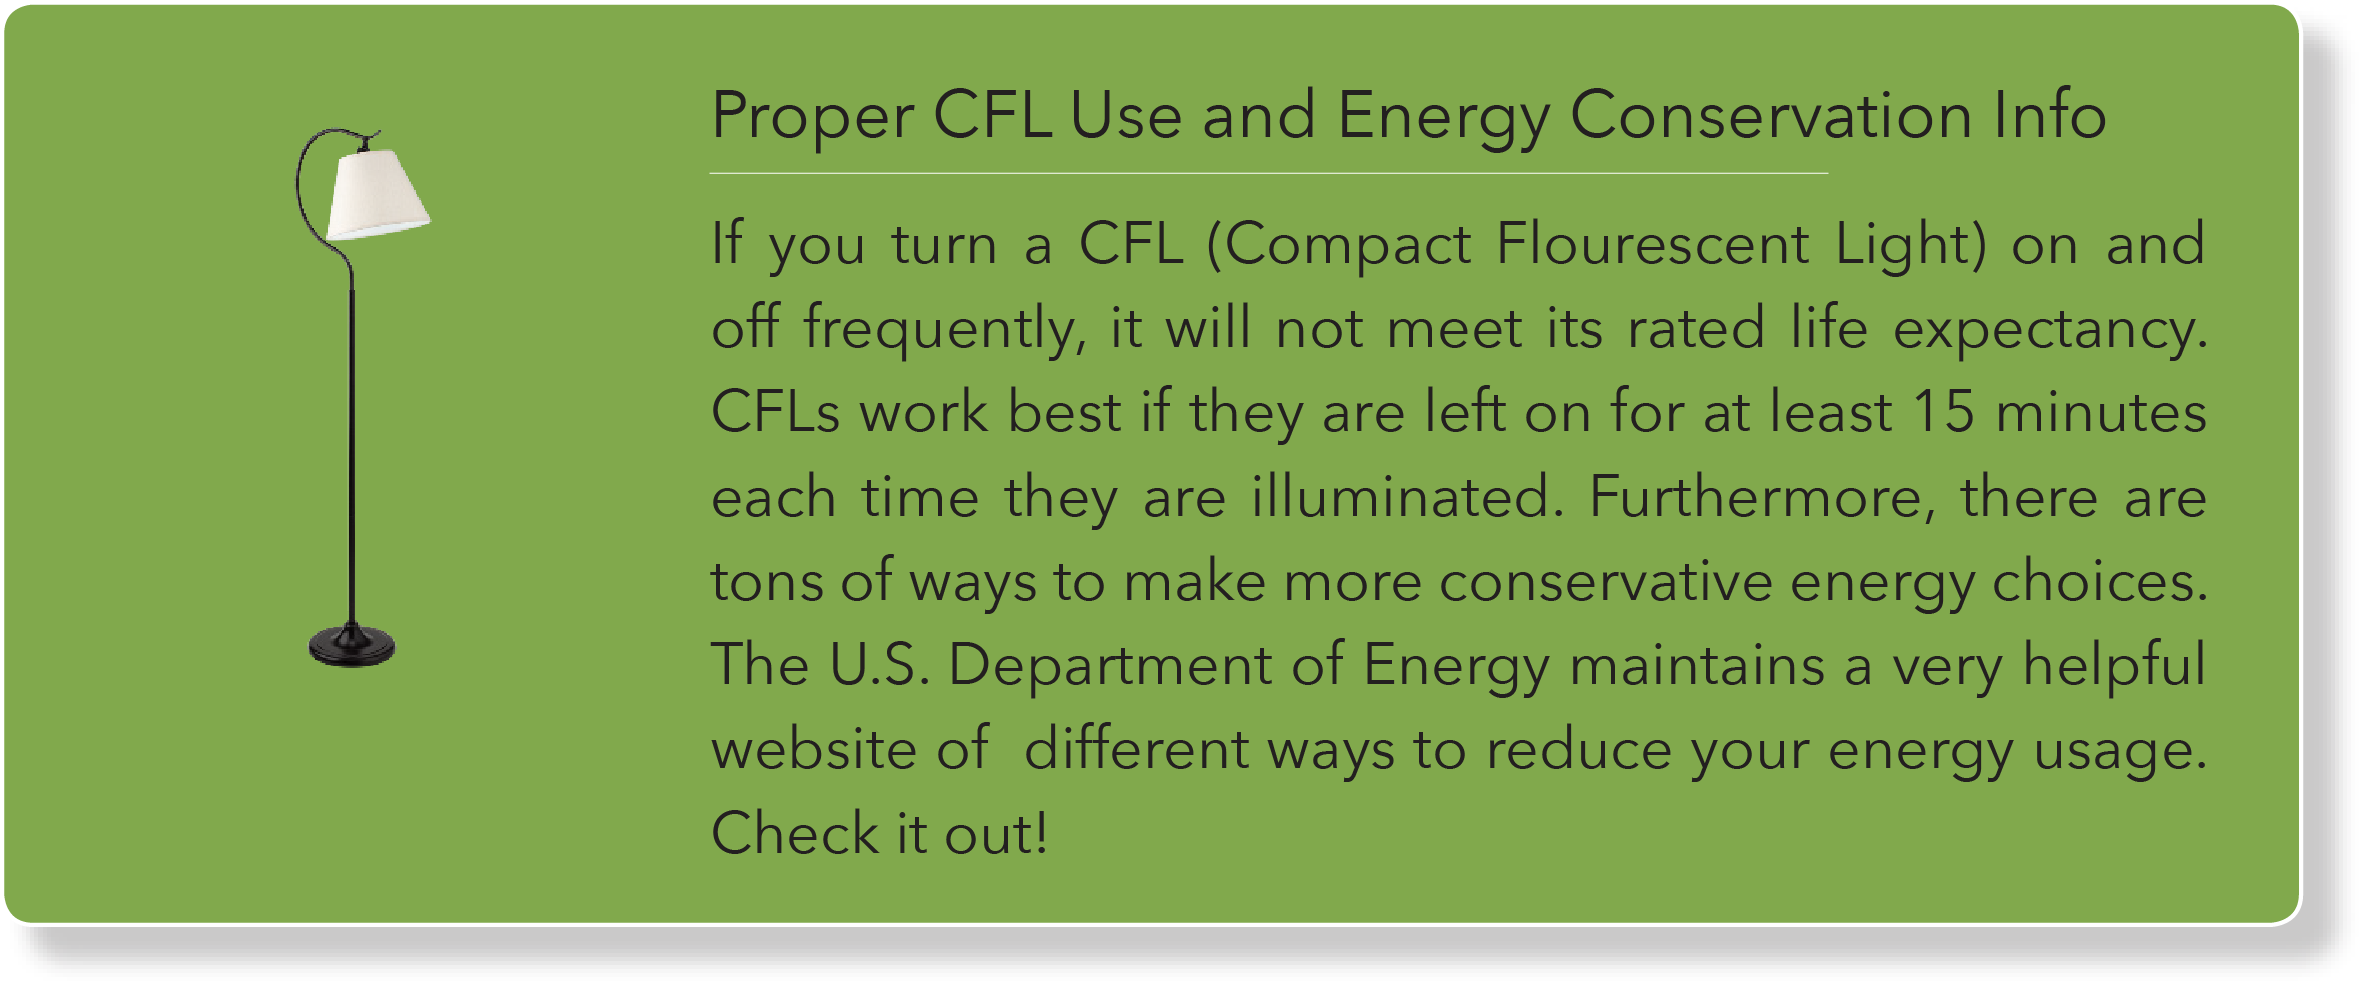 Proper CFL Use and Energy Conservation Info
If you turn a CFL (Compact Flourescent Light) on and
off frequently, it will not meet its rated life expectancy.
CFLs work best if they are left on for at least 15 minutes
each time they are illuminated. Furthermore, there are
tons of ways to make more conservative energy choices.
The U.S. Department of Energy maintains a very helpful
website of  different ways to reduce your energy usage.
Check it out!